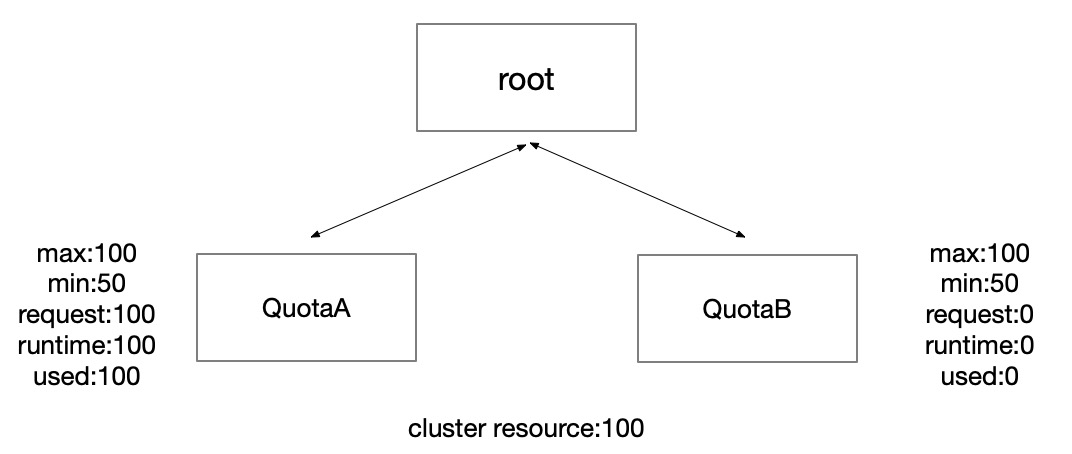 root
max:100
min:50
request:100
runtime:100
used:100
QuotaA
QuotaB
max:100
min:50
request:0
runtime:0
used:0
cluster resource:100